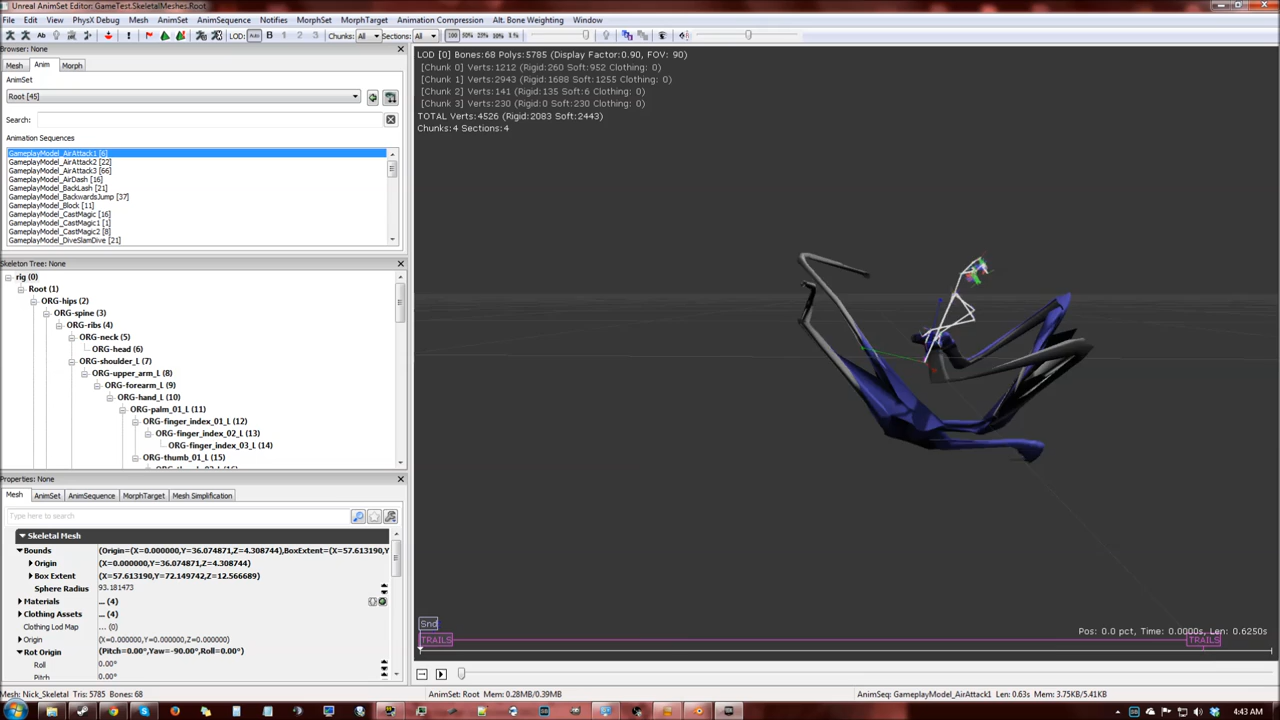 Unreal AnimSet Editor: GameTest.SkeletalMeshes.Root
File Edit View PhysX Debug Mesh AnimSet AnimSequence Notifies MorphSet MorphTarget Animation Compression Alt. Bone Weighting Window
LOD: Auto 1 2 3 Chunks: All Sections: All 100 50% 25% 10% 1%
Browser: None
Mesh Anim Morph
AnimSet
Root [45]
Search:
Animation Sequences
GameplayModel_AirAttack1 [6]
GameplayModel_AirAttack2 [22]
GameplayModel_AirAttack3 [66]
GameplayModel_AirDash [16]
GameplayModel_BackLash [21]
GameplayModel_BackwardsJump [37]
GameplayModel_Block [11]
GameplayModel_CastMagic [16]
GameplayModel_CastMagic1 [1]
GameplayModel_CastMagic2 [8]
GameplayModel_DiveSlamDive [21]
Skeleton Tree: None
rig (0)
Root (1)
ORG-hips (2)
ORG-spine (3)
ORG-ribs (4)
ORG-neck (5)
ORG-head (6)
ORG-shoulder_L (7)
ORG-upper_arm_L (8)
ORG-forearm_L (9)
ORG-hand_L (10)
ORG-palm_01_L (11)
ORG-finger_index_01_L (12)
ORG-finger_index_02_L (13)
ORG-finger_index_03_L (14)
ORG-thumb_01_L (15)
Properties: None
Mesh AnimSet AnimSequence MorphTarget Mesh Simplification
Type here to search
Skeletal Mesh
Bounds (Origin=(X=0.000000,Y=36.074871,Z=4.308744),BoxExtent=(X=57.613190,Y
Origin (X=0.000000,Y=36.074871,Z=4.308744)
Box Extent (X=57.613190,Y=72.149742,Z=12.566689)
Sphere Radius 93.181473
Materials ... (4)
Clothing Assets ... (4)
Clothing Lod Map ... (0)
Origin (X=0.000000,Y=0.000000,Z=0.000000)
Rot Origin (Pitch=0.00°,Yaw=-90.00°,Roll=0.00°)
Roll 0.00°
Pitch 0.00°
LOD [0] Bones:68 Polys:5785 (Display Factor:0.90, FOV: 90)
[Chunk 0] Verts:1212 (Rigid:260 Soft:952 Clothing: 0)
[Chunk 1] Verts:2943 (Rigid:1688 Soft:1255 Clothing: 0)
[Chunk 2] Verts:141 (Rigid:135 Soft:6 Clothing: 0)
[Chunk 3] Verts:230 (Rigid:0 Soft:230 Clothing: 0)
TOTAL Verts:4526 (Rigid:2083 Soft:2443)
Chunks:4 Sections:4
Snd
Pos: 0.0 pct, Time: 0.0000s, Len: 0.6250s
TRAILS TRAILS
Mesh: Nick_Skeletal Tris: 5785 Bones: 68 AnimSet: Root Mem: 0.28MB/0.39MB AnimSeq: GameplayModel_AirAttack1 Len: 0.63s Mem: 3.75KB/5.41KB
4:43 AM